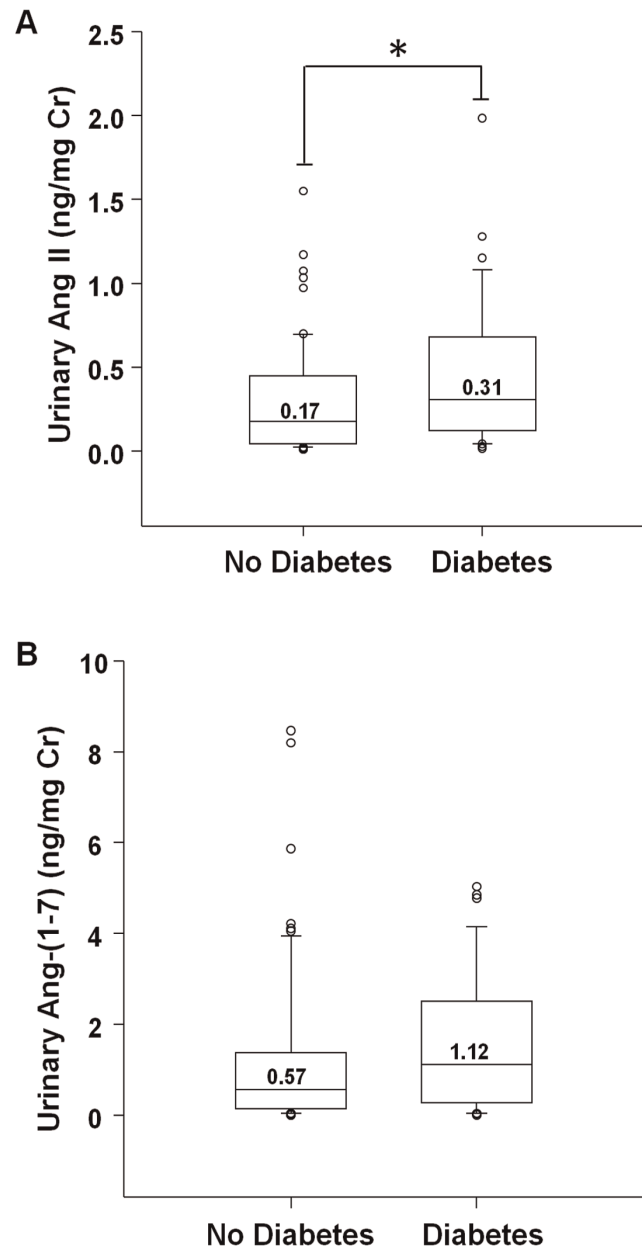 A
*
Urinary Ang II (ng/mg Cr)
2.5
2.0
1.5
1.0
0.5
0.0
0.17
0.31
No Diabetes
Diabetes
B
Urinary Ang-(1-7) (ng/mg Cr)
10
8
6
4
2
0
0.57
1.12
No Diabetes
Diabetes